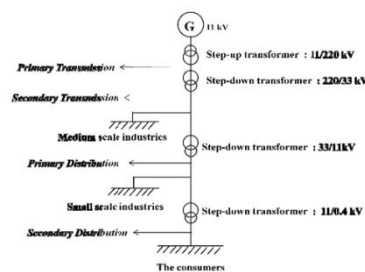 G 11 kV
Step-up transformer : 11/220 kV
Primary Transmission
Step-down transformer : 220/33 kV
Secondary Transmission
Medium scale industries
Step-down transformer : 33/11kV
Primary Distribution
Small scale industries
Step-down transformer : 11/0.4 kV
Secondary Distribution
The consumers